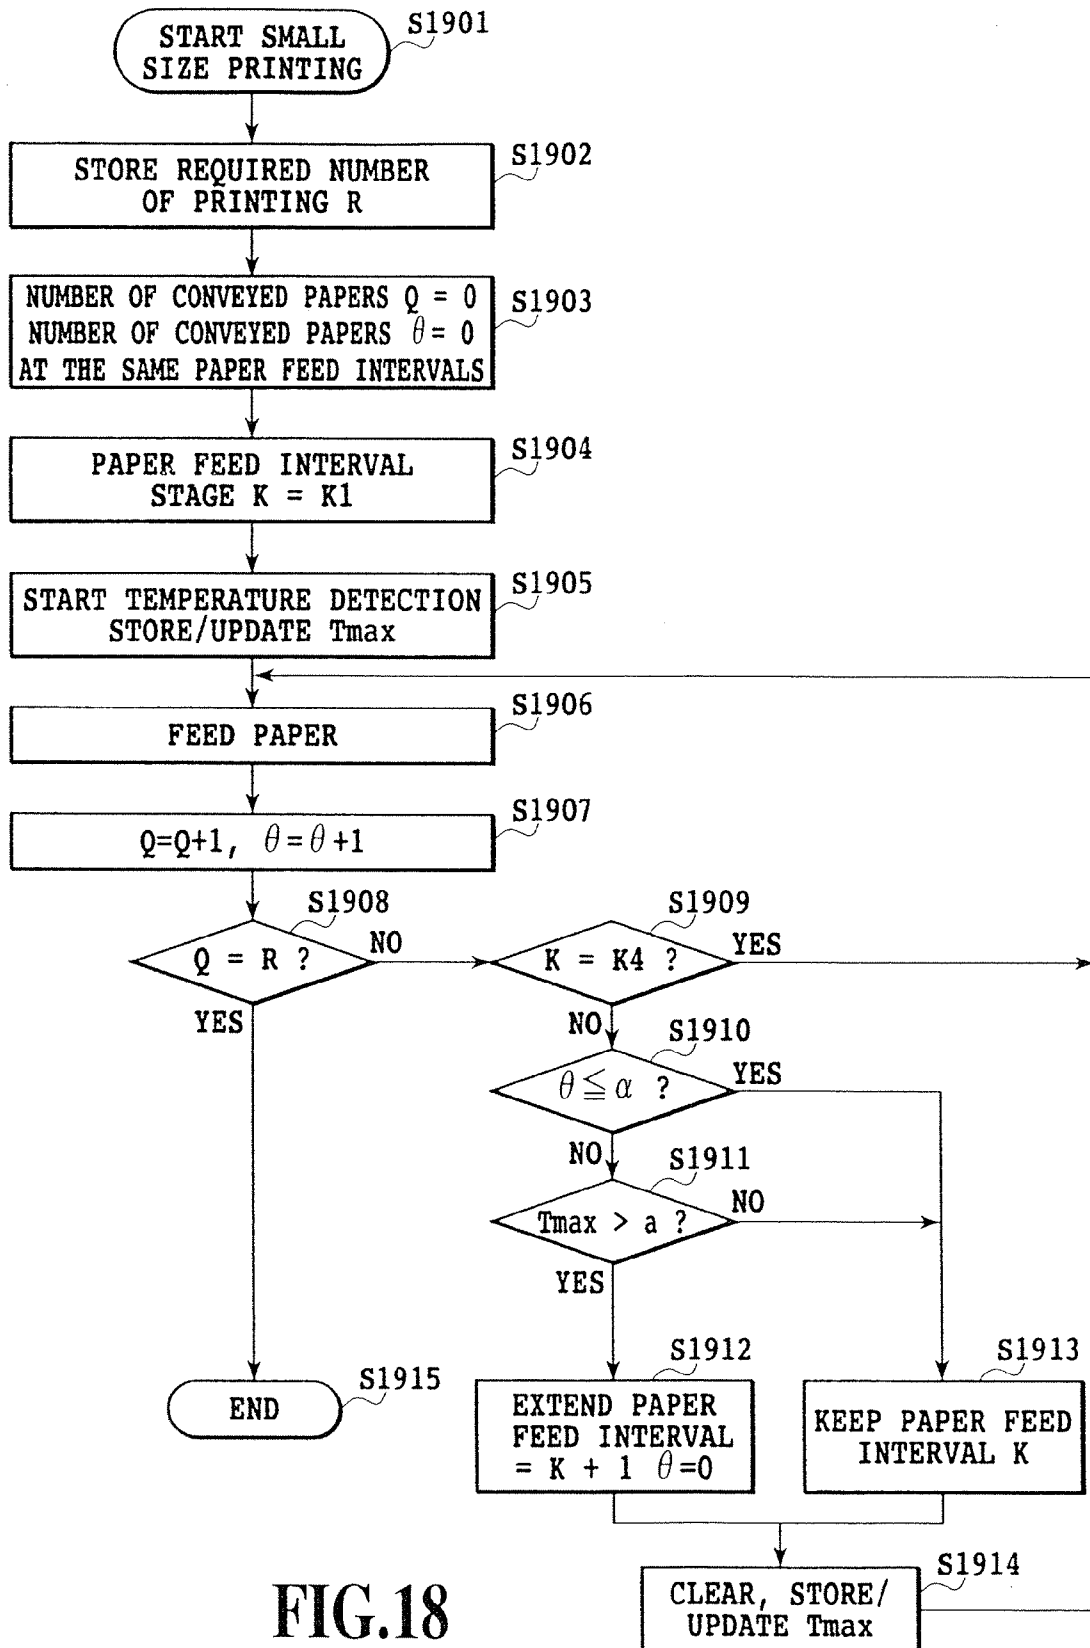 START SMALL
SIZE PRINTING
S1901
STORE REQUIRED NUMBER
OF PRINTING R
S1902
NUMBER OF CONVEYED PAPERS Q = 0
NUMBER OF CONVEYED PAPERS θ = 0
AT THE SAME PAPER FEED INTERVALS
S1903
PAPER FEED INTERVAL
STAGE K = K1
S1904
START TEMPERATURE DETECTION
STORE/UPDATE Tmax
S1905
FEED PAPER
S1906
Q=Q+1, θ=θ+1
S1907
Q = R ?
S1908
NO
YES
K = K4 ?
S1909
YES
NO
θ ≦ α ?
S1910
YES
NO
Tmax > a ?
S1911
NO
YES
END
S1915
EXTEND PAPER
FEED INTERVAL
= K + 1 θ=0
S1912
KEEP PAPER FEED
INTERVAL K
S1913
CLEAR, STORE/
UPDATE Tmax
S1914
FIG.18